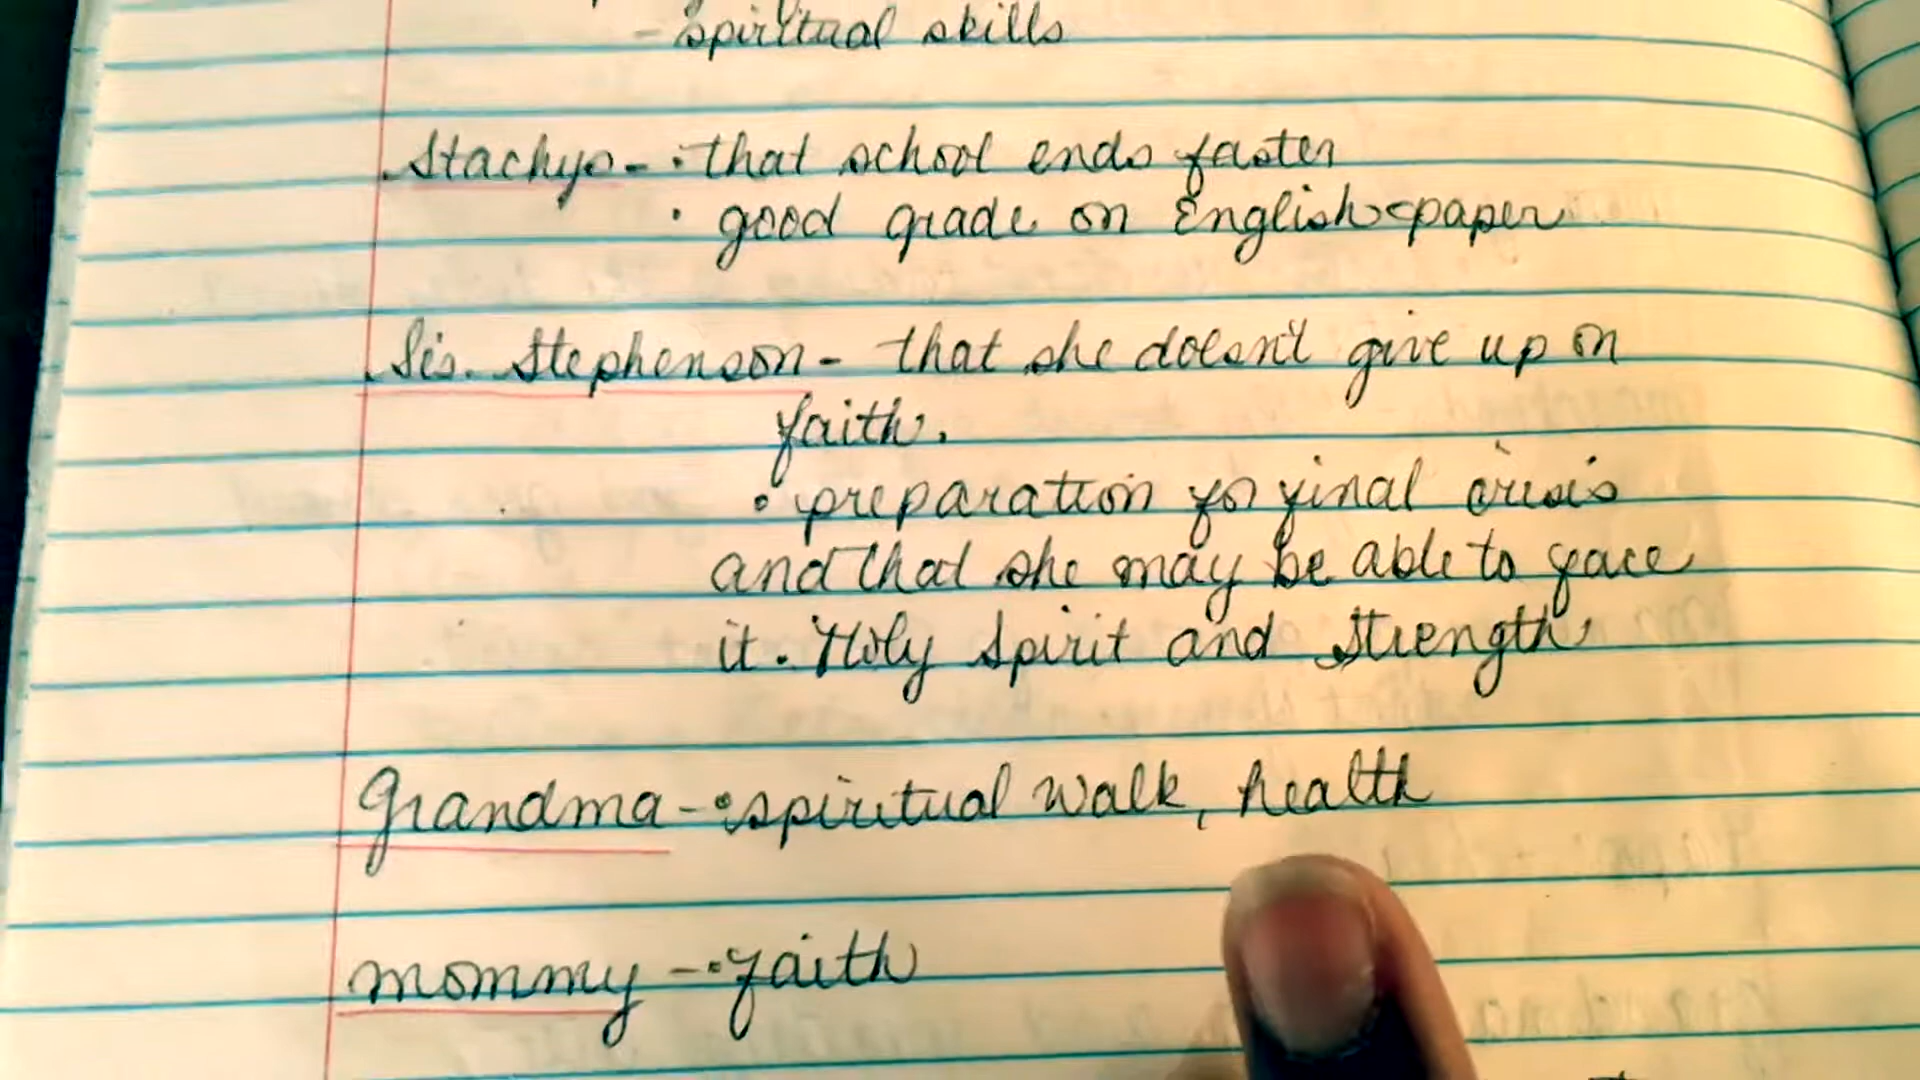 - spiritual skills
. Stachys - · that school ends faster
· good grade on English paper
. Sis. Stephenson - that she doesn't give up on
faith.
· preparation for final crisis
and that she may be able to face
it. Holy Spirit and Strength
Grandma - · spiritual walk, health
mommy - · faith